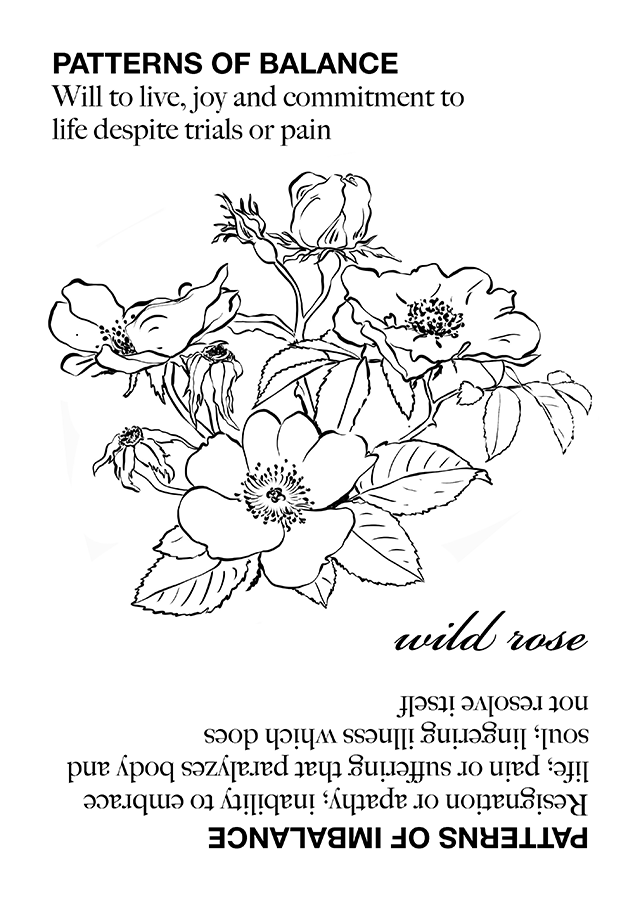 PATTERNS OF BALANCE
Will to live, joy and commitment to
life despite trials or pain
wild rose
PATTERNS OF IMBALANCE
Resignation or apathy; inability to embrace
life; pain or suffering that paralyzes body and
soul; lingering illness which does
not resolve itself